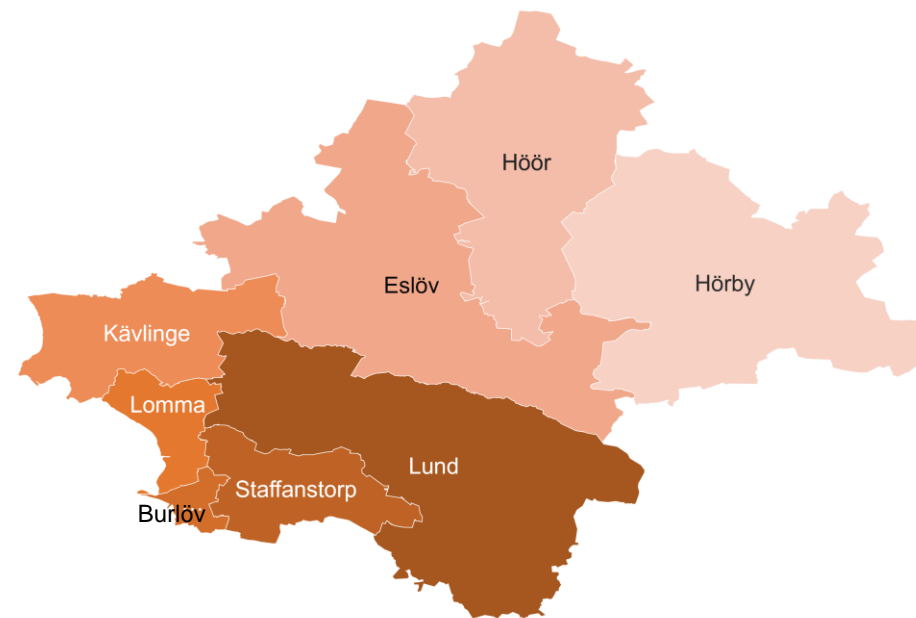 Höör
Hörby
Eslöv
Kävlinge
Lomma
Lund
Staffanstorp
Burlöv